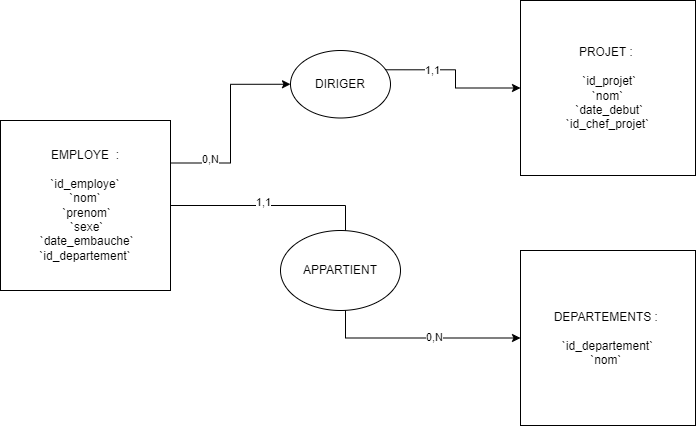 PROJET :
`id_projet`
`nom`
`date_debut`
`id_chef_projet`
DIRIGER
1,1
0,N
EMPLOYE :
`id_employe`
`nom`
`prenom`
`sexe`
`date_embauche`
`id_departement`
1,1
APPARTIENT
0,N
DEPARTEMENTS :
`id_departement`
`nom`